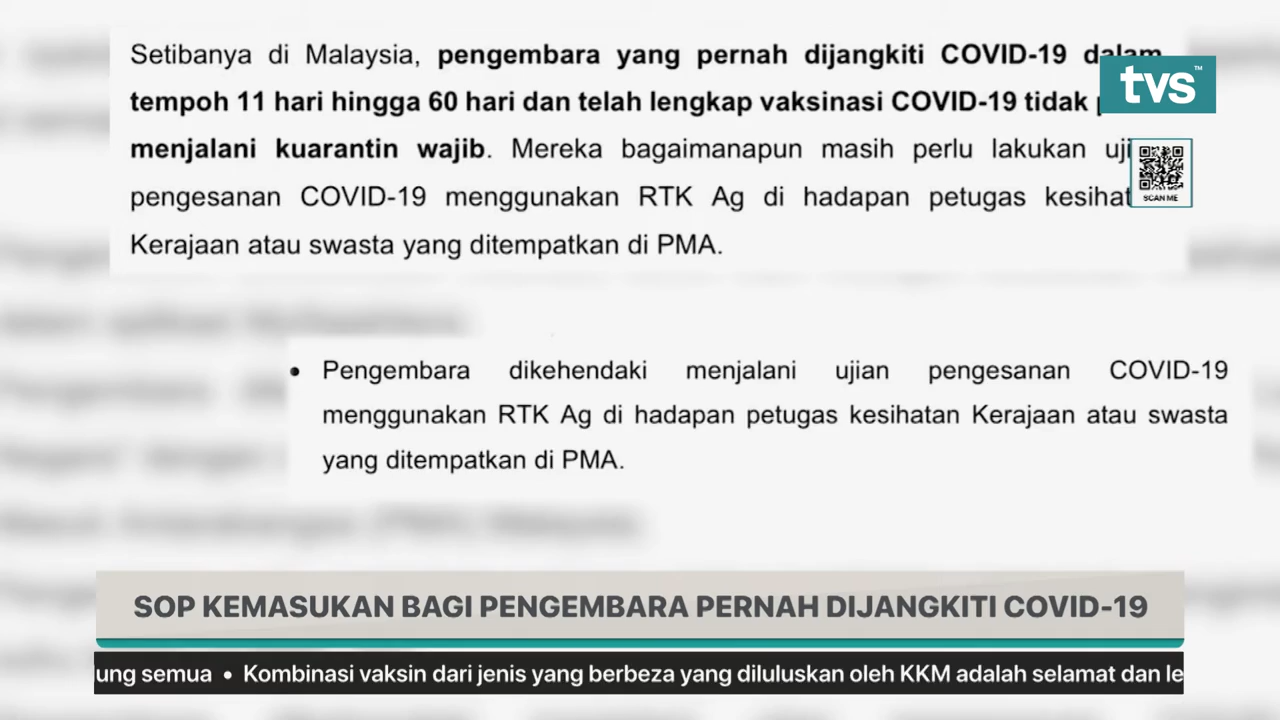 Setibanya di Malaysia, pengembara yang pernah dijangkiti COVID-19 dalam
tvs™
tempoh 11 hari hingga 60 hari dan telah lengkap vaksinasi COVID-19 tidak
menjalani kuarantin wajib. Mereka bagaimanapun masih perlu lakukan uji
pengesanan COVID-19 menggunakan RTK Ag di hadapan petugas kesihat
SCAN ME
Kerajaan atau swasta yang ditempatkan di PMA.
• Pengembara dikehendaki menjalani ujian pengesanan COVID-19
menggunakan RTK Ag di hadapan petugas kesihatan Kerajaan atau swasta
yang ditempatkan di PMA.
SOP KEMASUKAN BAGI PENGEMBARA PERNAH DIJANGKITI COVID-19
ung semua • Kombinasi vaksin dari jenis yang berbeza yang diluluskan oleh KKM adalah selamat dan le